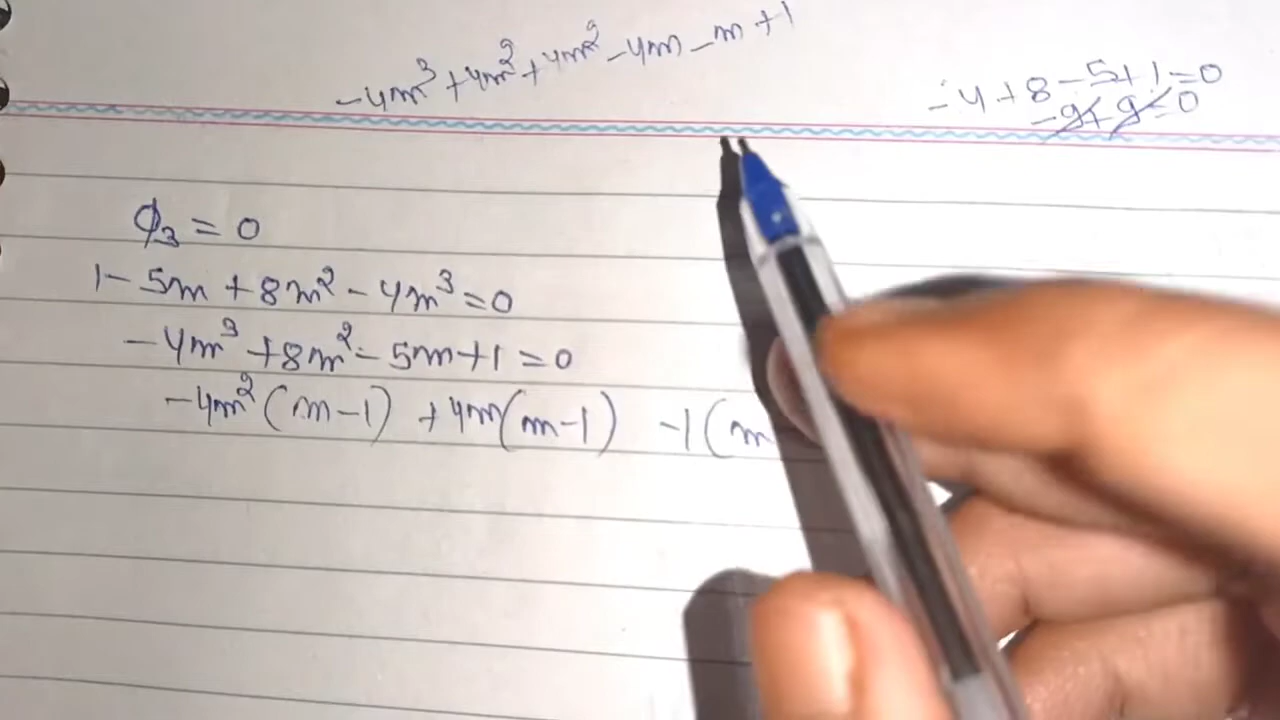 -4m³+4m²+4m²-4m-m+1
-4+8-5+1=0
-9+9=0
ϕ₃=0
1-5m+8m²-4m³=0
-4m³+8m²-5m+1=0
-4m²(m-1) +4m(m-1) -1(m